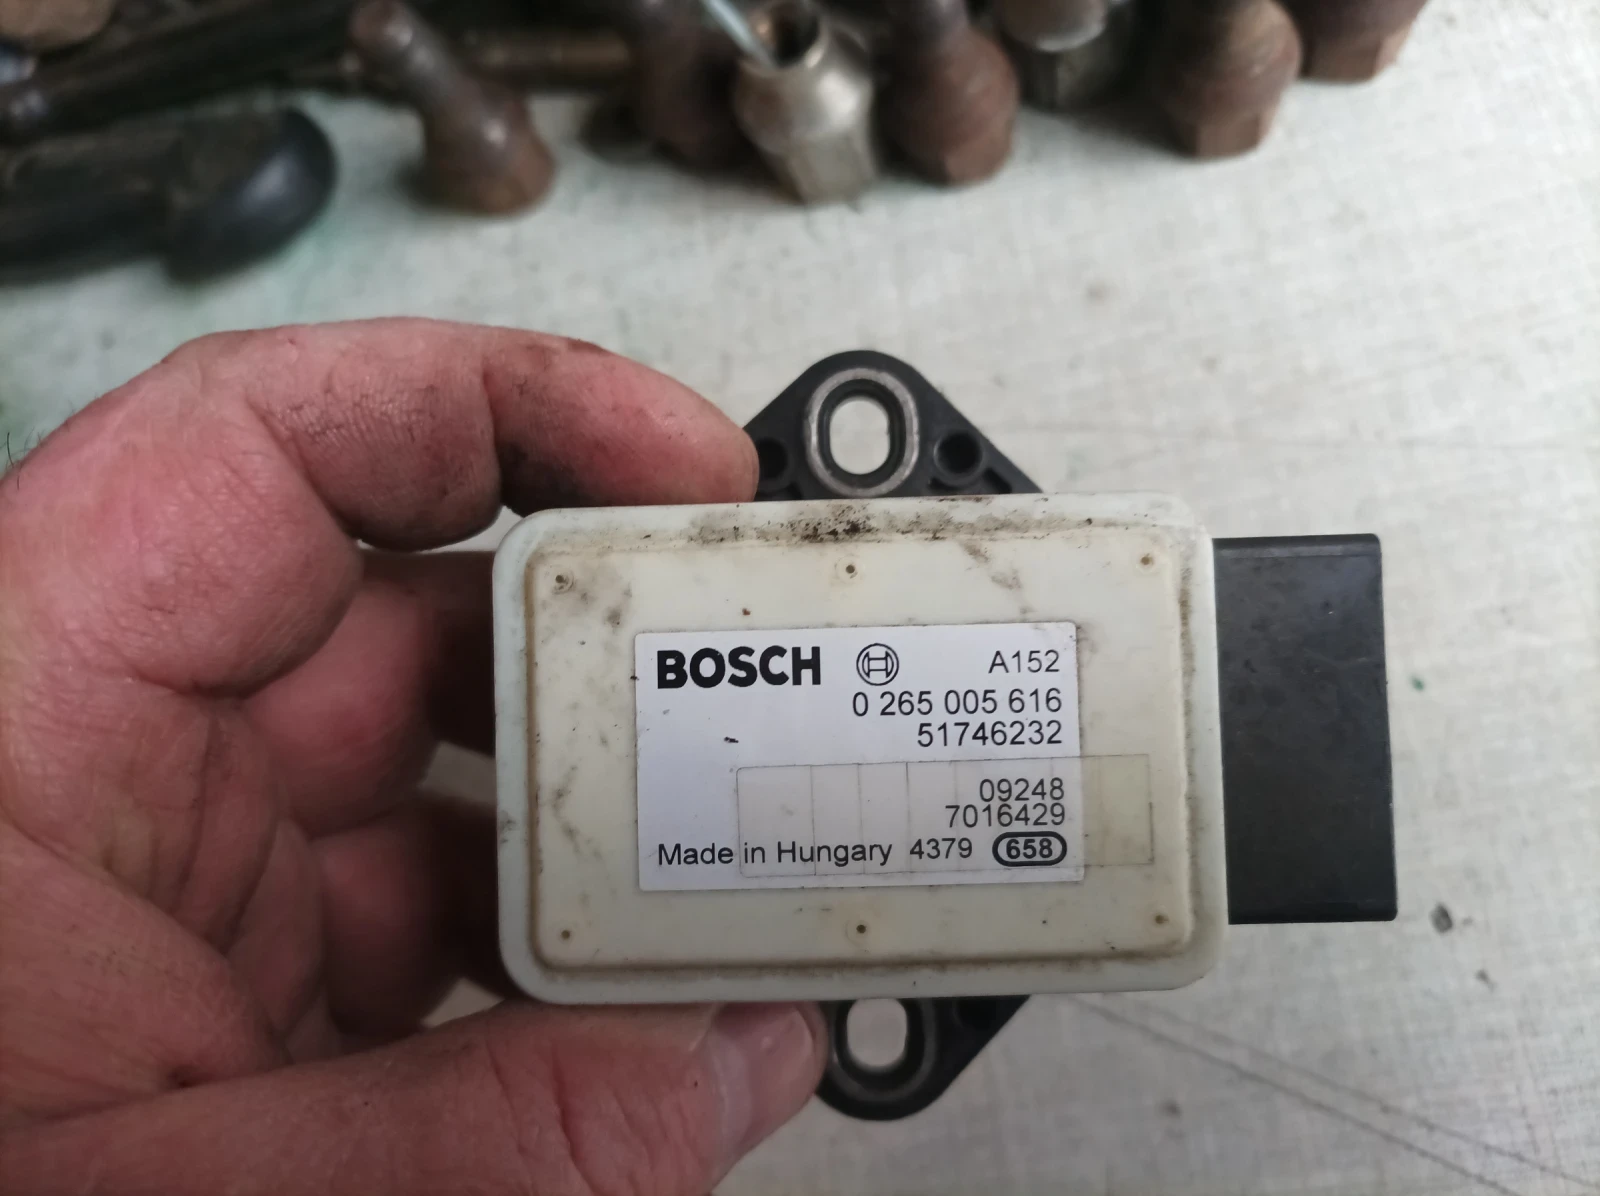 BOSCH A152
0 265 005 616
51746232
09248
7016429
Made in Hungary 4379 658